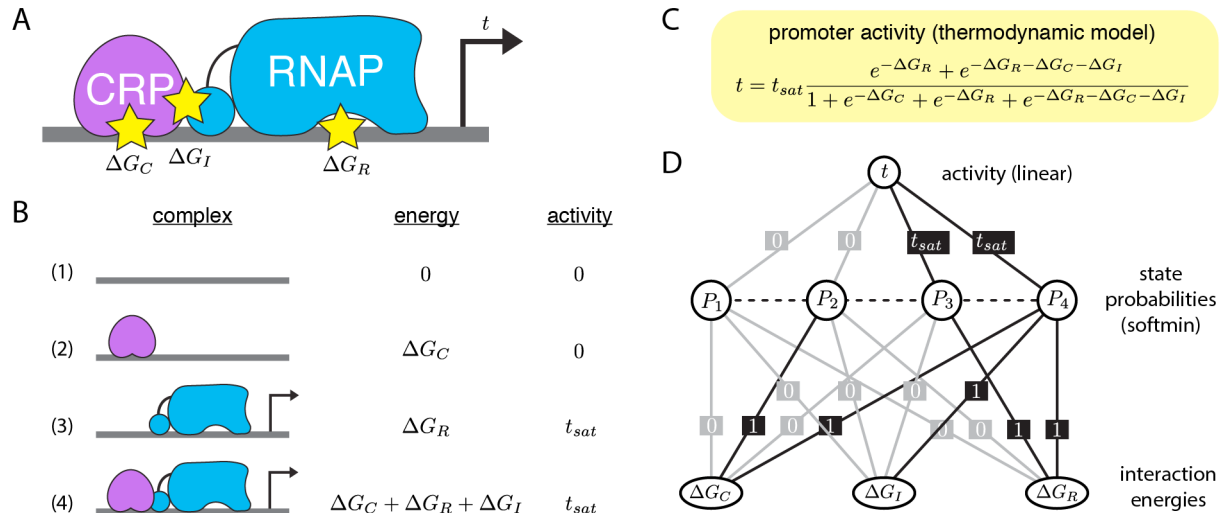 A
CRP
RNAP
t
ΔG_C
ΔG_I
ΔG_R
B
complex energy activity
(1) 0 0
(2) ΔG_C 0
(3) ΔG_R t_sat
(4) ΔG_C + ΔG_R + ΔG_I t_sat
C
promoter activity (thermodynamic model)
t = t_sat (e^{-ΔG_R} + e^{-ΔG_R-ΔG_C-ΔG_I}) / (1 + e^{-ΔG_C} + e^{-ΔG_R} + e^{-ΔG_R-ΔG_C-ΔG_I})
D
t activity (linear)
0 0 t_sat t_sat
P_1 P_2 P_3 P_4
state
probabilities
(softmin)
0 0 0 1
0 1 0 1 0 0 1 1
ΔG_C ΔG_I ΔG_R
interaction
energies